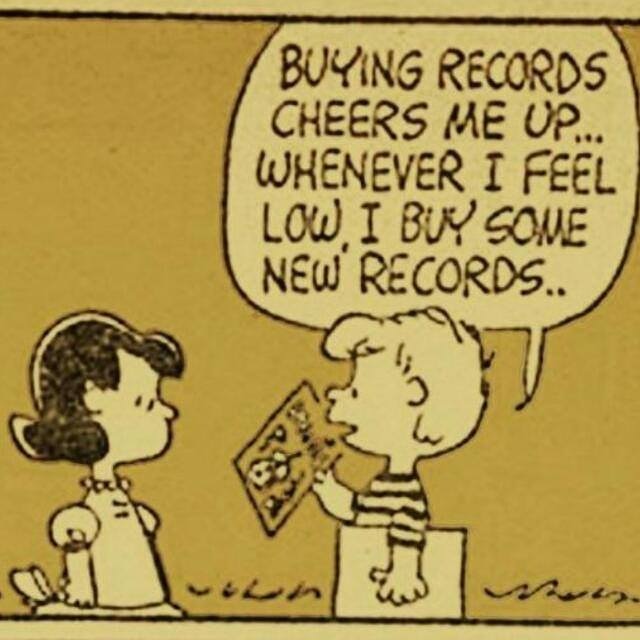 BUYING RECORDS
CHEERS ME UP...
WHENEVER I FEEL
LOW, I BUY SOME
NEW RECORDS..